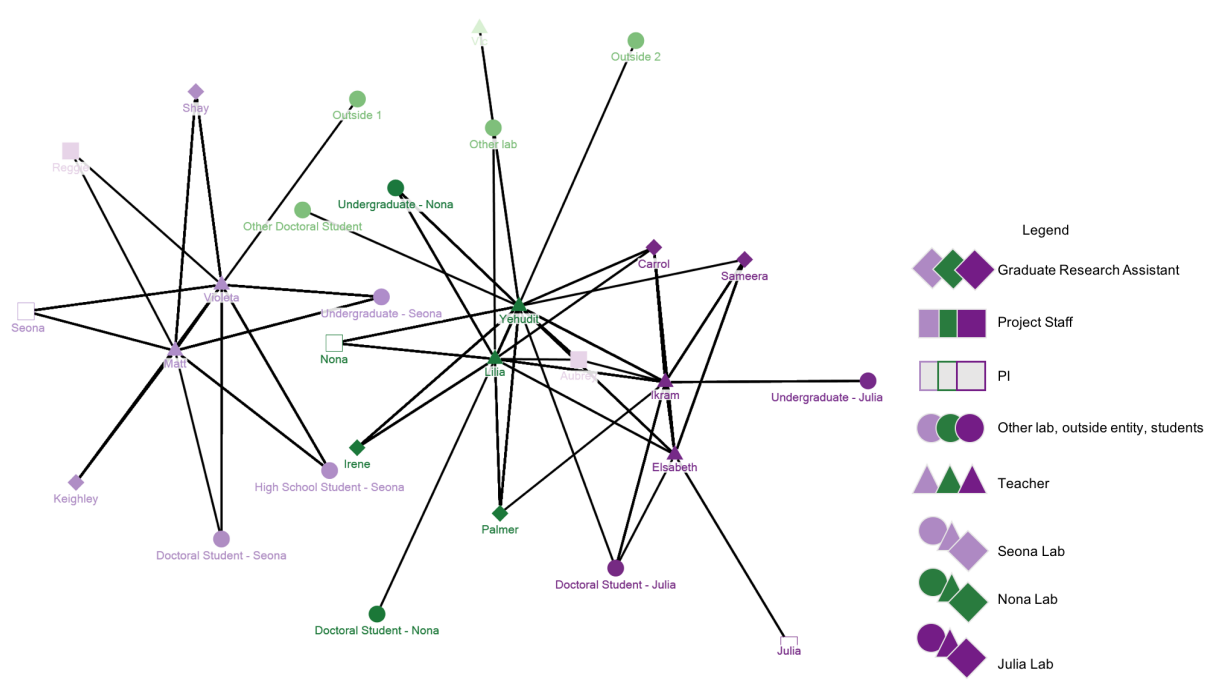 Vic
Outside 2
Outside 1
Shay
Other lab
Reggie
Undergraduate - Nona
Other Doctoral Student
Carrol
Sameera
Violeta
Undergraduate - Seona
Yehudit
Seona
Nona
Matt
Lilia
Aubrey
Ikram
Undergraduate - Julia
Irene
Elsabeth
High School Student - Seona
Keighley
Palmer
Doctoral Student - Seona
Doctoral Student - Julia
Doctoral Student - Nona
Julia
Legend
Graduate Research Assistant
Project Staff
PI
Other lab, outside entity, students
Teacher
Seona Lab
Nona Lab
Julia Lab